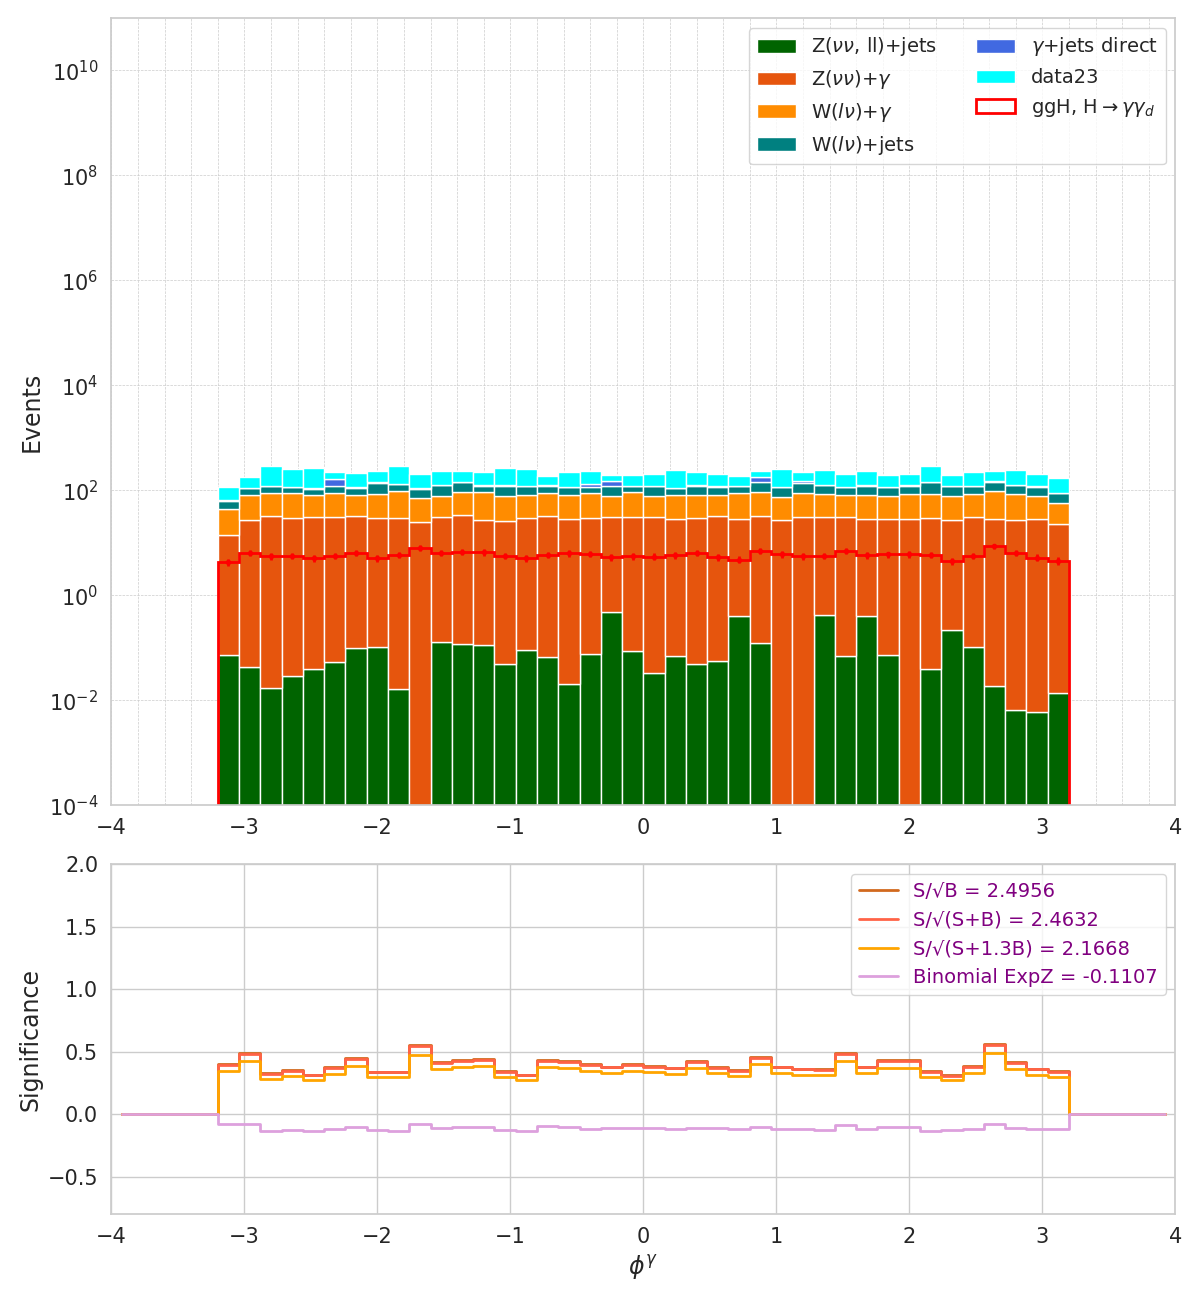 Z(νν, ll)+jets
Z(νν)+γ
W(lν)+γ
W(lν)+jets
γ+jets direct
data23
ggH, H→γγ_d
Events
10^10
10^8
10^6
10^4
10^2
10^0
10^−2
10^−4
−4 −3 −2 −1 0 1 2 3 4
S/√B = 2.4956
S/√(S+B) = 2.4632
S/√(S+1.3B) = 2.1668
Binomial ExpZ = -0.1107
Significance
2.0
1.5
1.0
0.5
0.0
−0.5
−4 −3 −2 −1 0 1 2 3 4
ϕ^γ